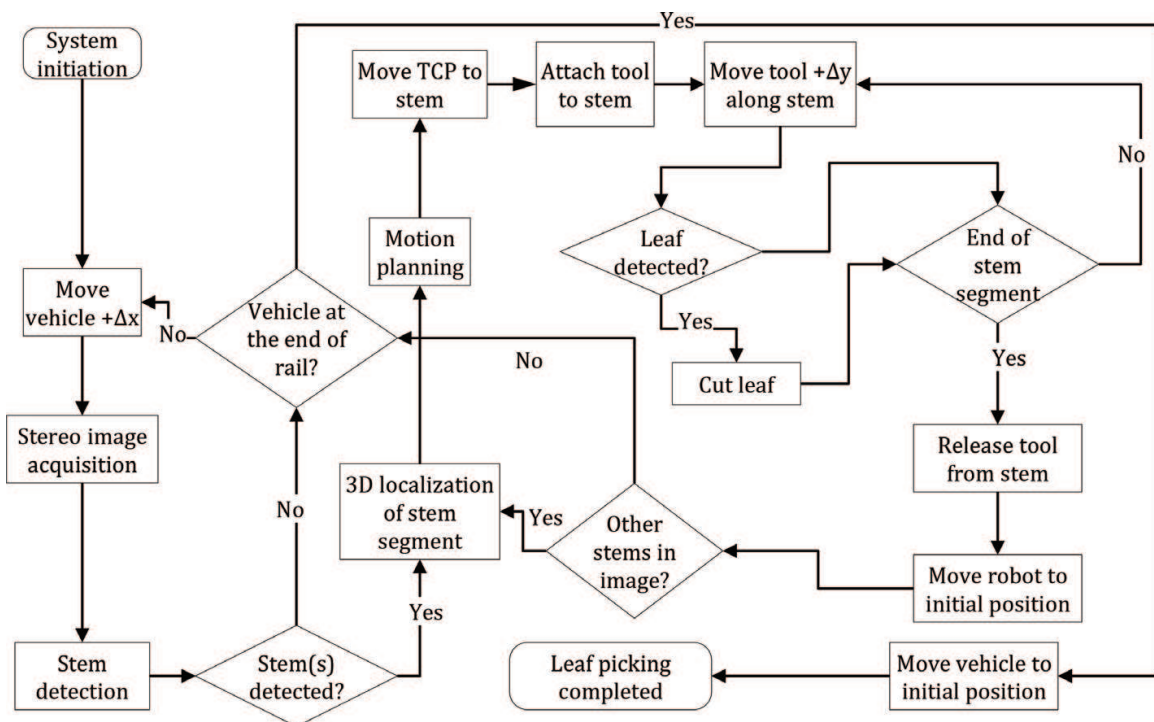 Yes
System
initiation
Move TCP to
stem
Attach tool
to stem
Move tool +Δy
along stem
No
Leaf
detected?
End of
stem
segment
Motion
planning
Move
vehicle +Δx
No
Vehicle at
the end of
rail?
Yes
No
Cut leaf
Yes
Stereo image
acquisition
Release tool
from stem
3D localization
of stem
segment
No
Yes
Other
stems in
image?
Move robot to
initial position
Yes
Stem
detection
Stem(s)
detected?
Leaf picking
completed
Move vehicle to
initial position